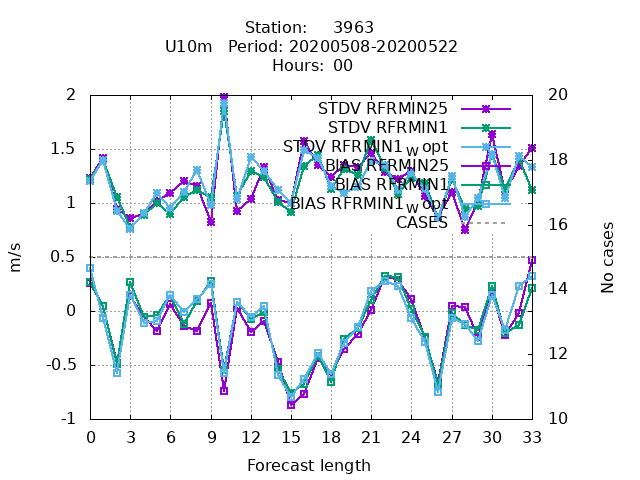 Station: 3963
U10m Period: 20200508-20200522
Hours: 00
2
1.5
1
0.5
0
-0.5
-1
20
18
16
14
12
10
STDV RFRMIN25
STDV RFRMIN1
STDV RFRMIN1_W opt
BIAS RFRMIN25
BIAS RFRMIN1
BIAS RFRMIN1_W opt
CASES
m/s
No cases
0 3 6 9 12 15 18 21 24 27 30 33
Forecast length